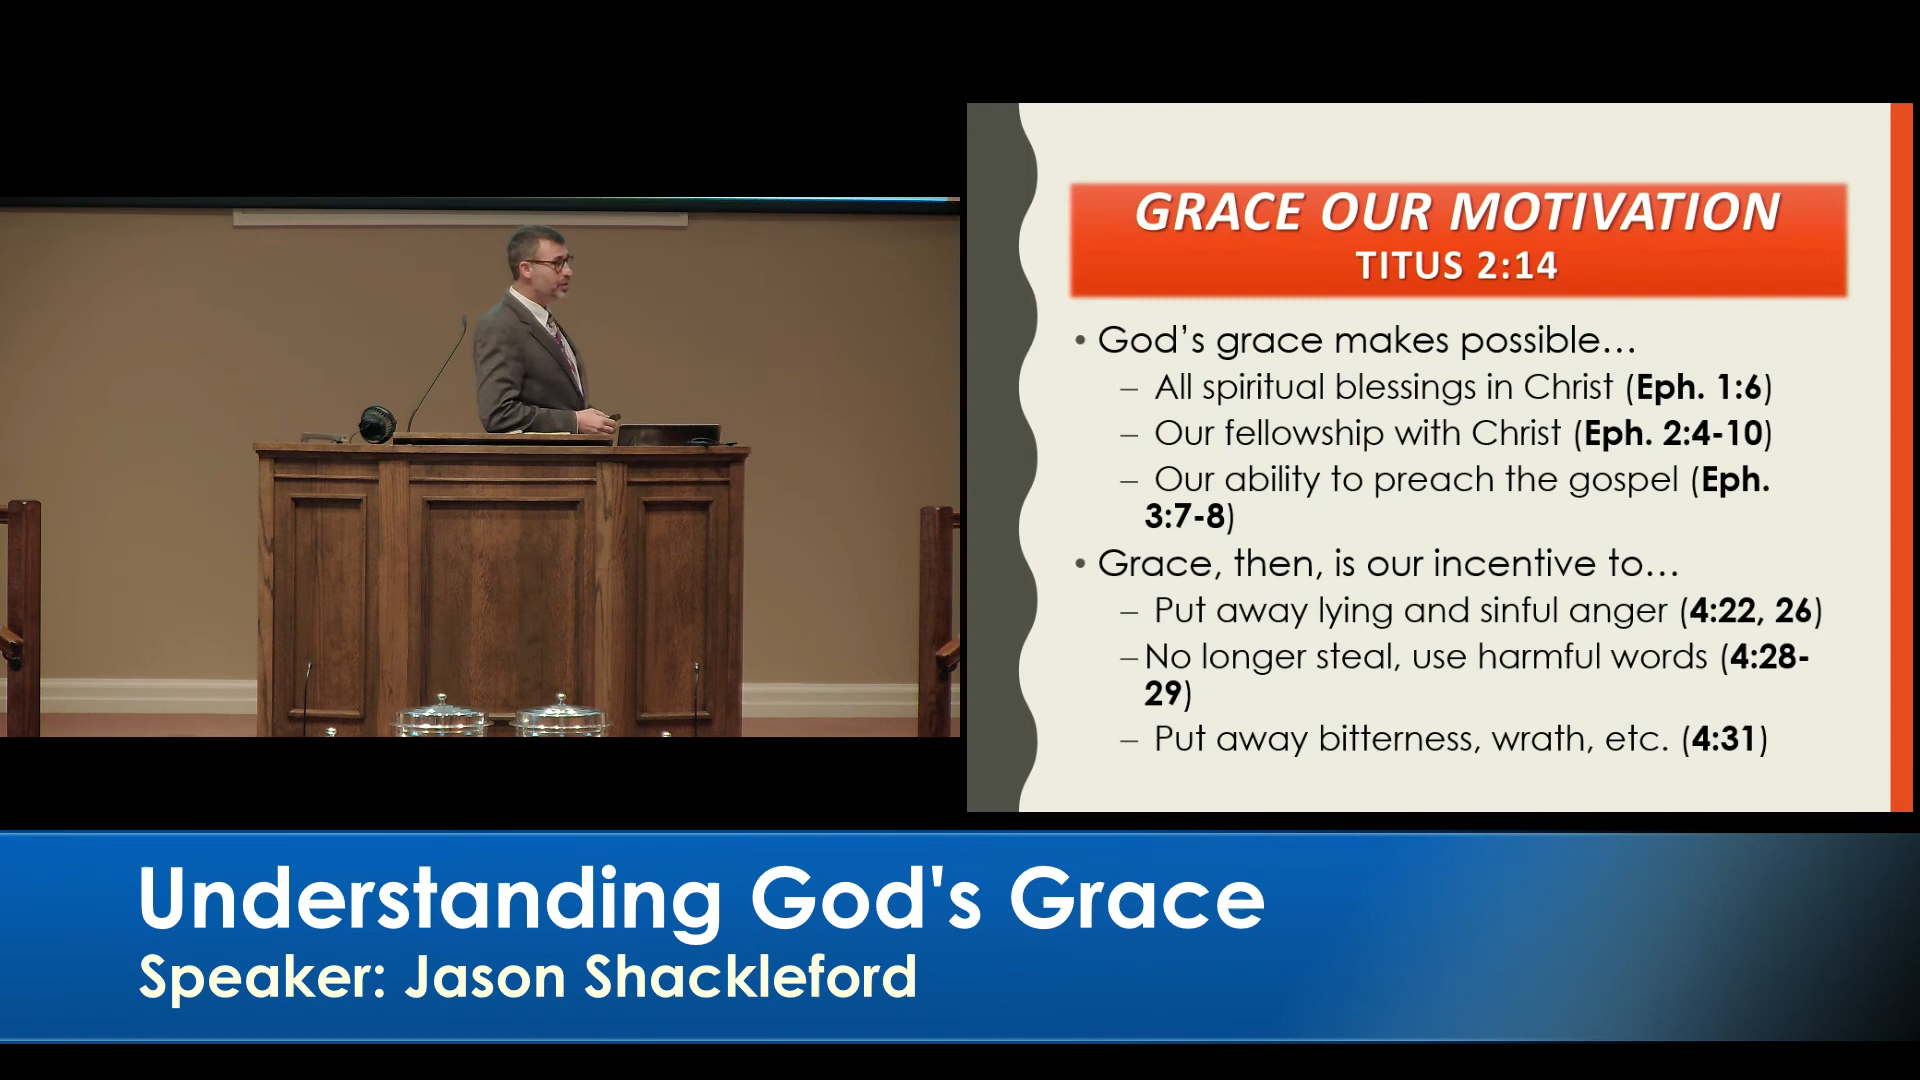 GRACE OUR MOTIVATION
TITUS 2:14
• God’s grace makes possible…
– All spiritual blessings in Christ (Eph. 1:6)
– Our fellowship with Christ (Eph. 2:4-10)
– Our ability to preach the gospel (Eph.
3:7-8)
• Grace, then, is our incentive to…
– Put away lying and sinful anger (4:22, 26)
– No longer steal, use harmful words (4:28-
29)
– Put away bitterness, wrath, etc. (4:31)
Understanding God's Grace
Speaker: Jason Shackleford